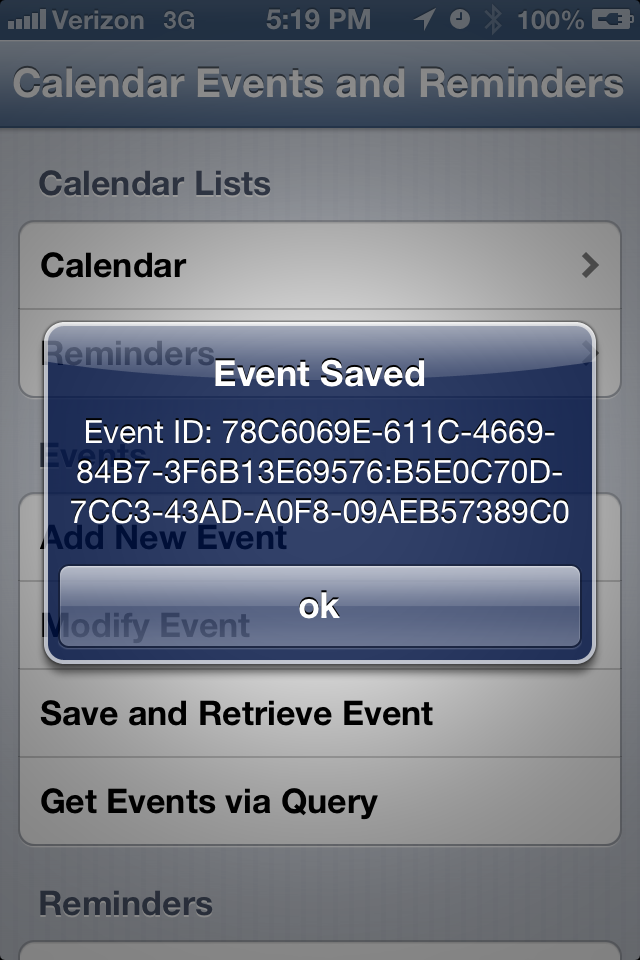 Verizon 3G 5:19 PM 100%
Calendar Events and Reminders
Calendar Lists
Calendar
Reminders
Event Saved
Event ID: 78C6069E-611C-4669-
84B7-3F6B13E69576:B5E0C70D-
7CC3-43AD-A0F8-09AEB57389C0
ok
Events
Add New Event
Modify Event
Save and Retrieve Event
Get Events via Query
Reminders